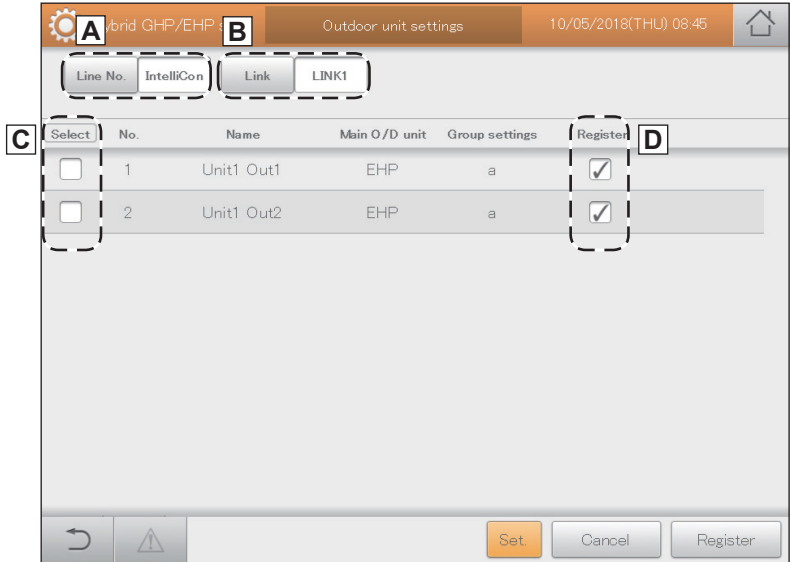 A
B
ybrid GHP/EHP s
Outdoor unit settings
10/05/2018(THU) 08:45
Line No.
IntelliCon
Link
LINK1
C
Select
No.
Name
Main O/D unit
Group settings
Register
D
1
Unit1 Out1
EHP
a
2
Unit1 Out2
EHP
a
Set.
Cancel
Register